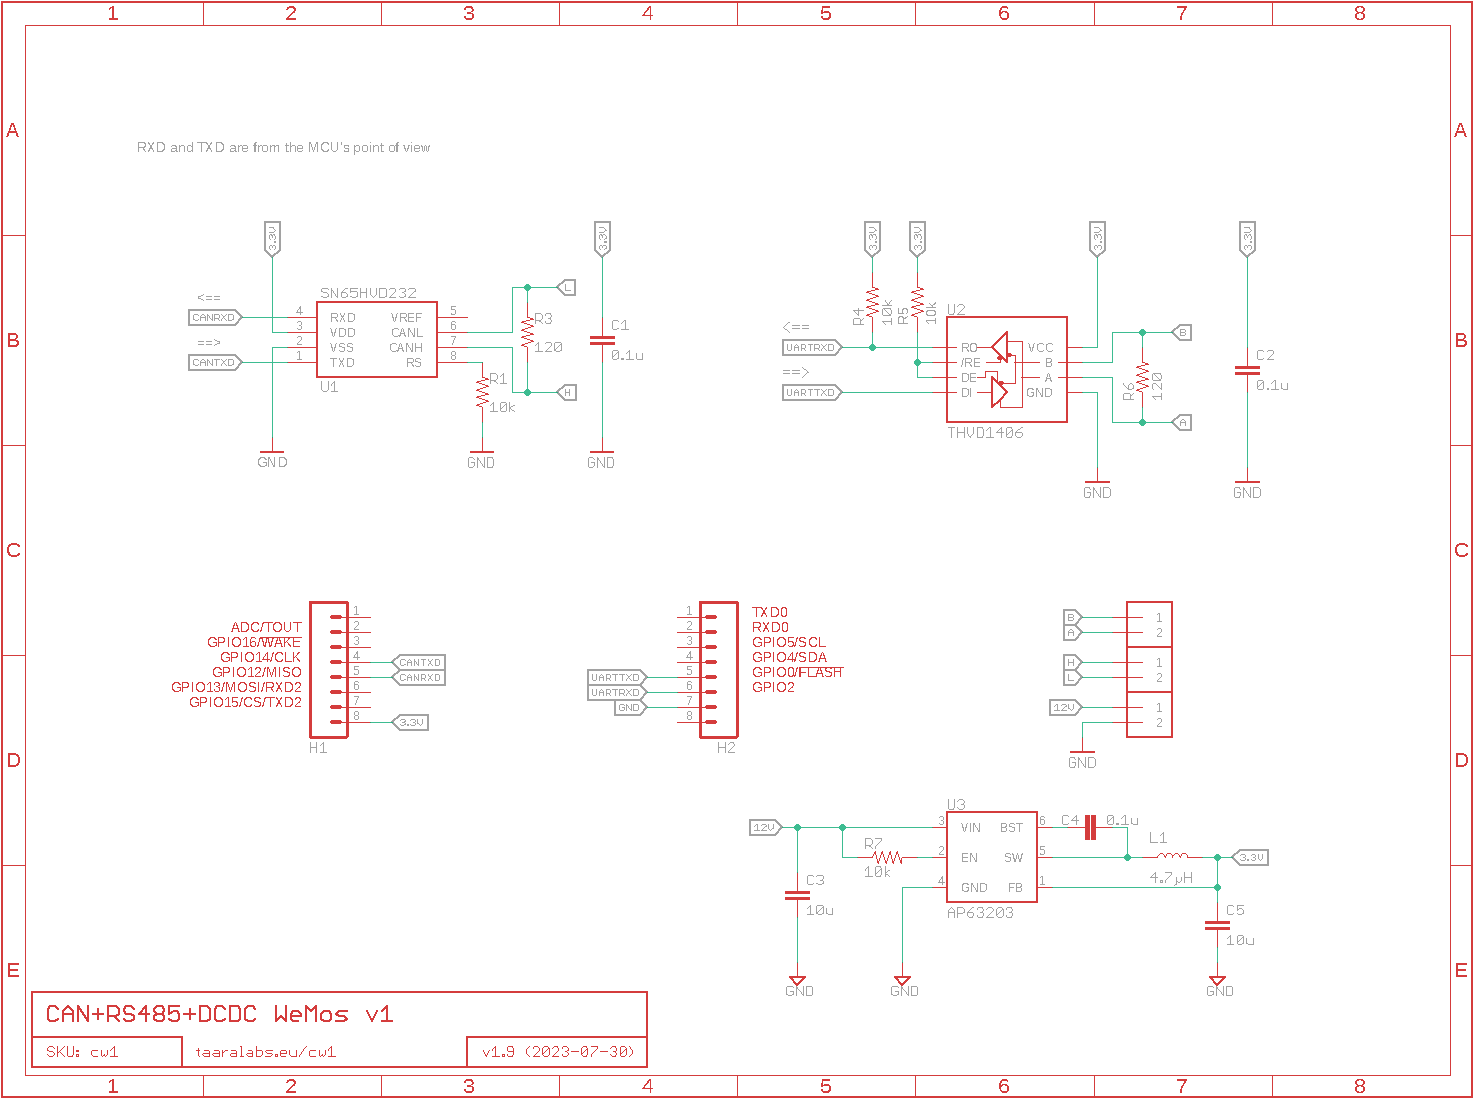 1 2 3 4 5 6 7 8
A A
RXD and TXD are from the MCU's point of view
3.3V 3.3V 3.3V 3.3V 3.3V 3.3V
B B
<==
CANRXD
==>
CANTXD
SN65HVD232
4 RXD VREF 5
3 VDD CANL 6
2 VSS CANH 7
1 TXD RS 8
U1
GND
R1
10k
GND
R3
120
L
H
C1
0.1u
GND
<==
UARTRXD
==>
UARTTXD
R4
10k
R5
10k
U2
RO VCC
/RE B
DE A
DI GND
THVD1406
GND
R6
120
B
A
C2
0.1u
GND
C C
1
ADC/TOUT 2
GPIO16/WAKE 3
GPIO14/CLK 4 CANTXD
GPIO12/MISO 5 CANRXD
GPIO13/MOSI/RXD2 6
GPIO15/CS/TXD2 7
8 3.3V
H1
1 TXD0
2 RXD0
3 GPIO5/SCL
4 GPIO4/SDA
UARTTXD 5 GPIO0/FLASH
UARTRXD 6 GPIO2
GND 7
8
H2
B 1
A 2
H 1
L 2
12V 1
2
GND
D D
12V
C3
10u
GND
R7
10k
U3
3 VIN BST 6
2 EN SW 5
4 GND FB 1
AP63203
GND
C4 0.1u
L1
4.7µH
3.3V
C5
10u
GND
E E
CAN+RS485+DCDC WeMos v1
SKU: cw1 taaralabs.eu/cw1 v1.9 (2023-07-30)
1 2 3 4 5 6 7 8